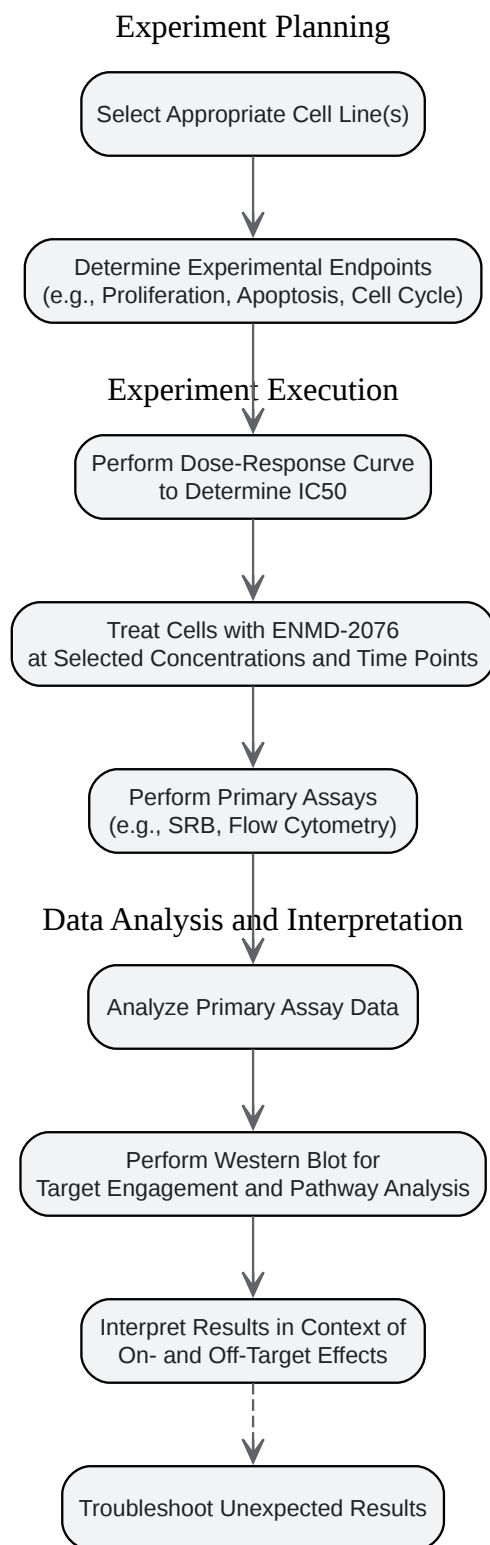 Experiment Planning
Select Appropriate Cell Line(s)
Determine Experimental Endpoints
(e.g., Proliferation, Apoptosis, Cell Cycle)
Experiment Execution
Perform Dose-Response Curve
to Determine IC50
Treat Cells with ENMD-2076
at Selected Concentrations and Time Points
Perform Primary Assays
(e.g., SRB, Flow Cytometry)
Data Analysis and Interpretation
Analyze Primary Assay Data
Perform Western Blot for
Target Engagement and Pathway Analysis
Interpret Results in Context of
On- and Off-Target Effects
Troubleshoot Unexpected Results